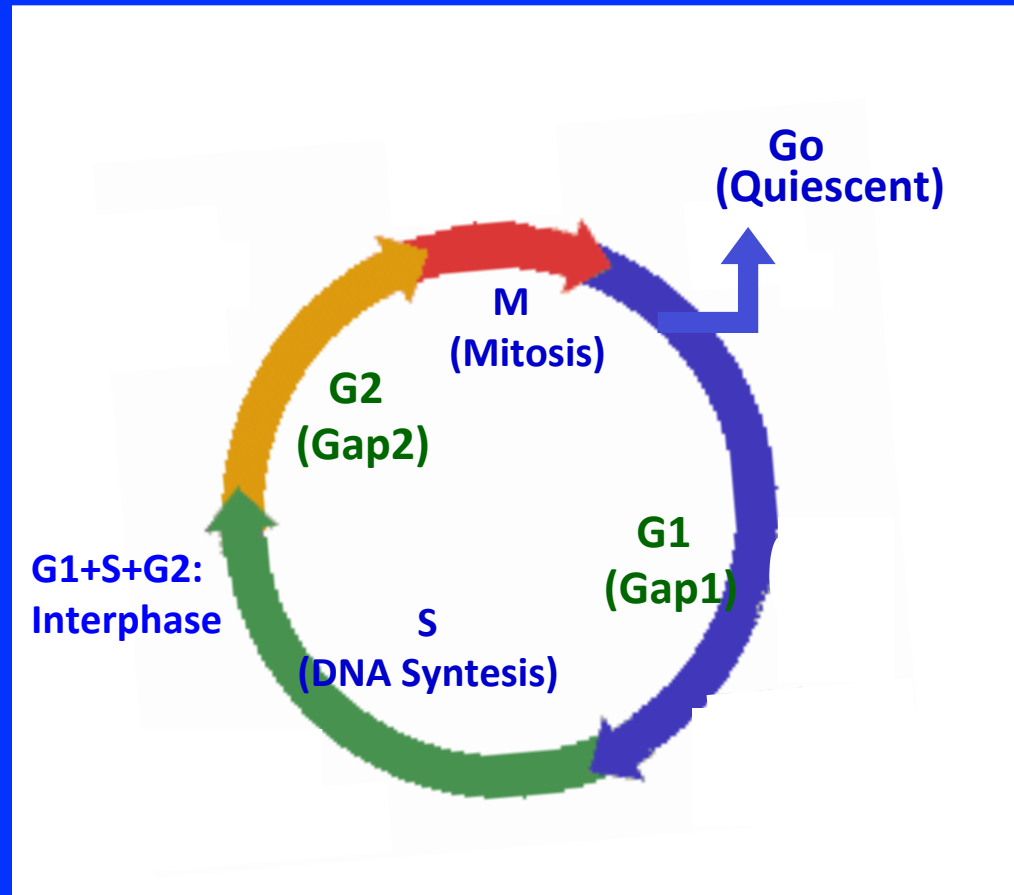 Go
(Quiescent)
M
(Mitosis)
G2
(Gap2)
G1
(Gap1)
G1+S+G2:
Interphase
S
(DNA Syntesis)